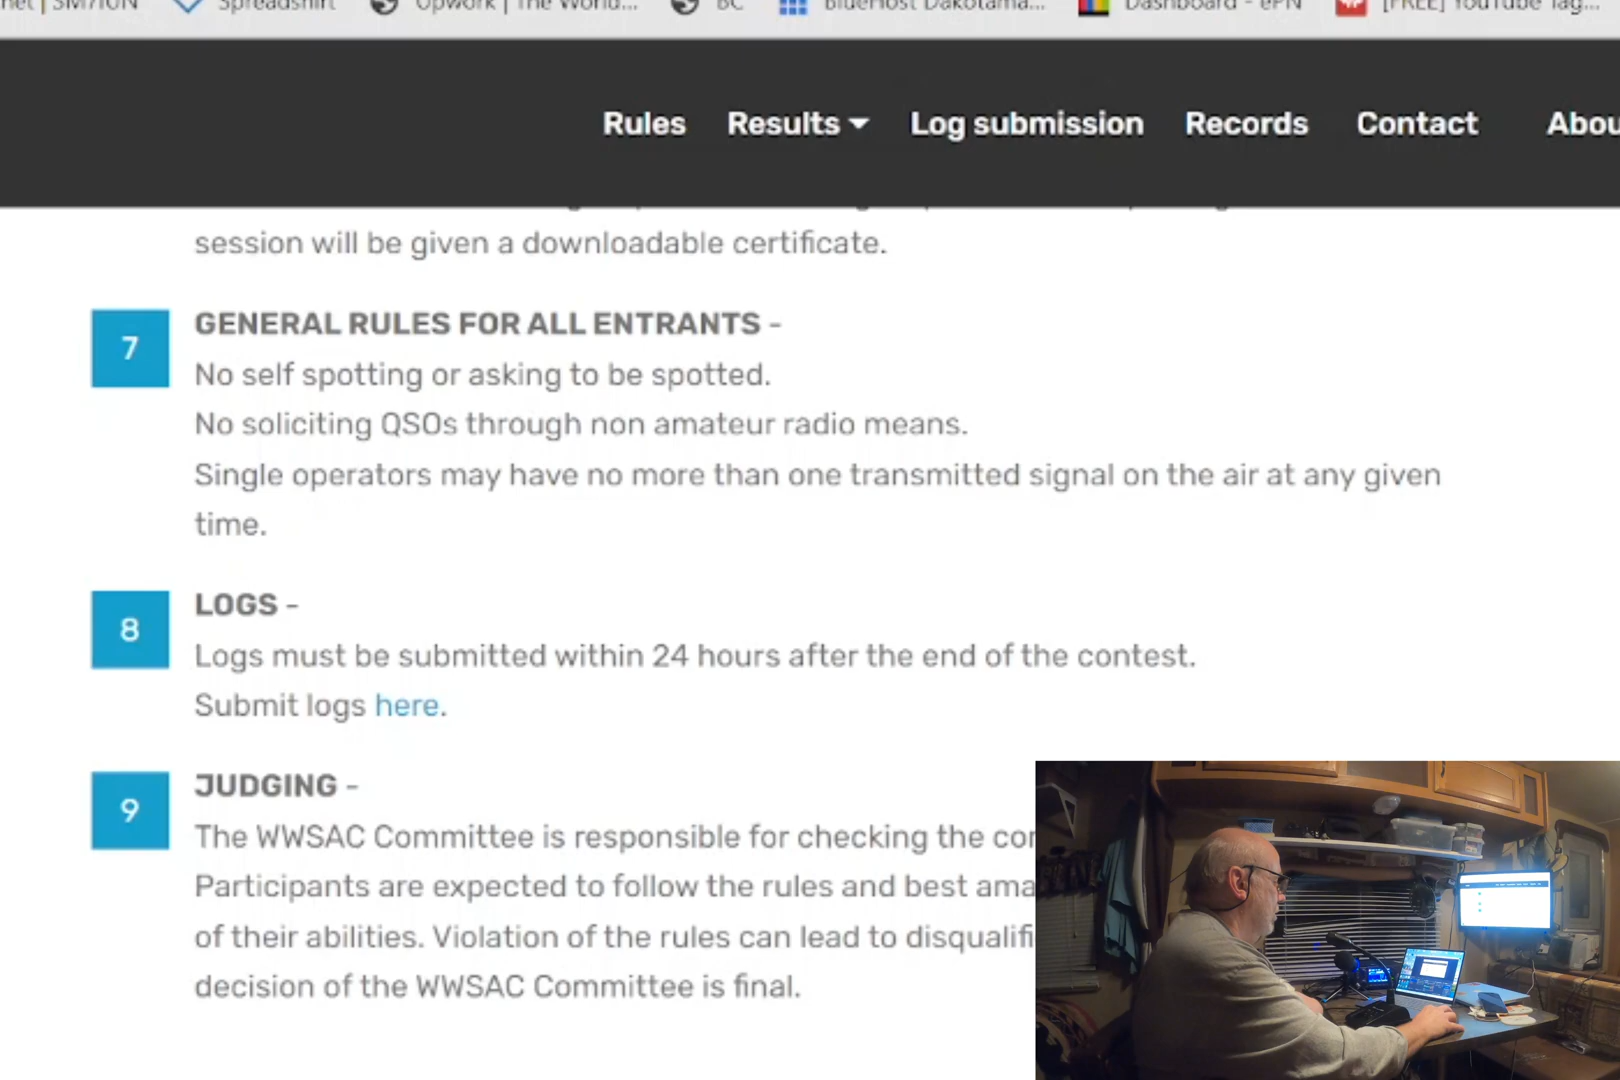 SM7IUN Spreadshirt Upwork | The World... BC BlueHost Dakotama... Dashboard - ePN [FREE] YouTube Tag...
Rules Results Log submission Records Contact Abou
session will be given a downloadable certificate.
7 GENERAL RULES FOR ALL ENTRANTS -
No self spotting or asking to be spotted.
No soliciting QSOs through non amateur radio means.
Single operators may have no more than one transmitted signal on the air at any given
time.
8 LOGS -
Logs must be submitted within 24 hours after the end of the contest.
Submit logs here.
9 JUDGING -
The WWSAC Committee is responsible for checking the cor
Participants are expected to follow the rules and best ama
of their abilities. Violation of the rules can lead to disqualifi
decision of the WWSAC Committee is final.